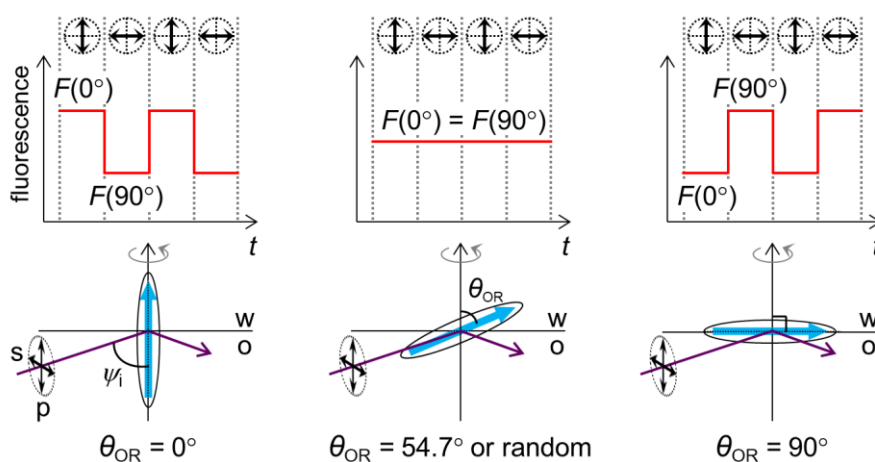 fluorescence
F(0°)
F(90°)
t
F(0°) = F(90°)
t
F(90°)
F(0°)
t
s
p
ψi
w
o
θOR = 0°
θOR
w
o
θOR = 54.7° or random
w
o
θOR = 90°